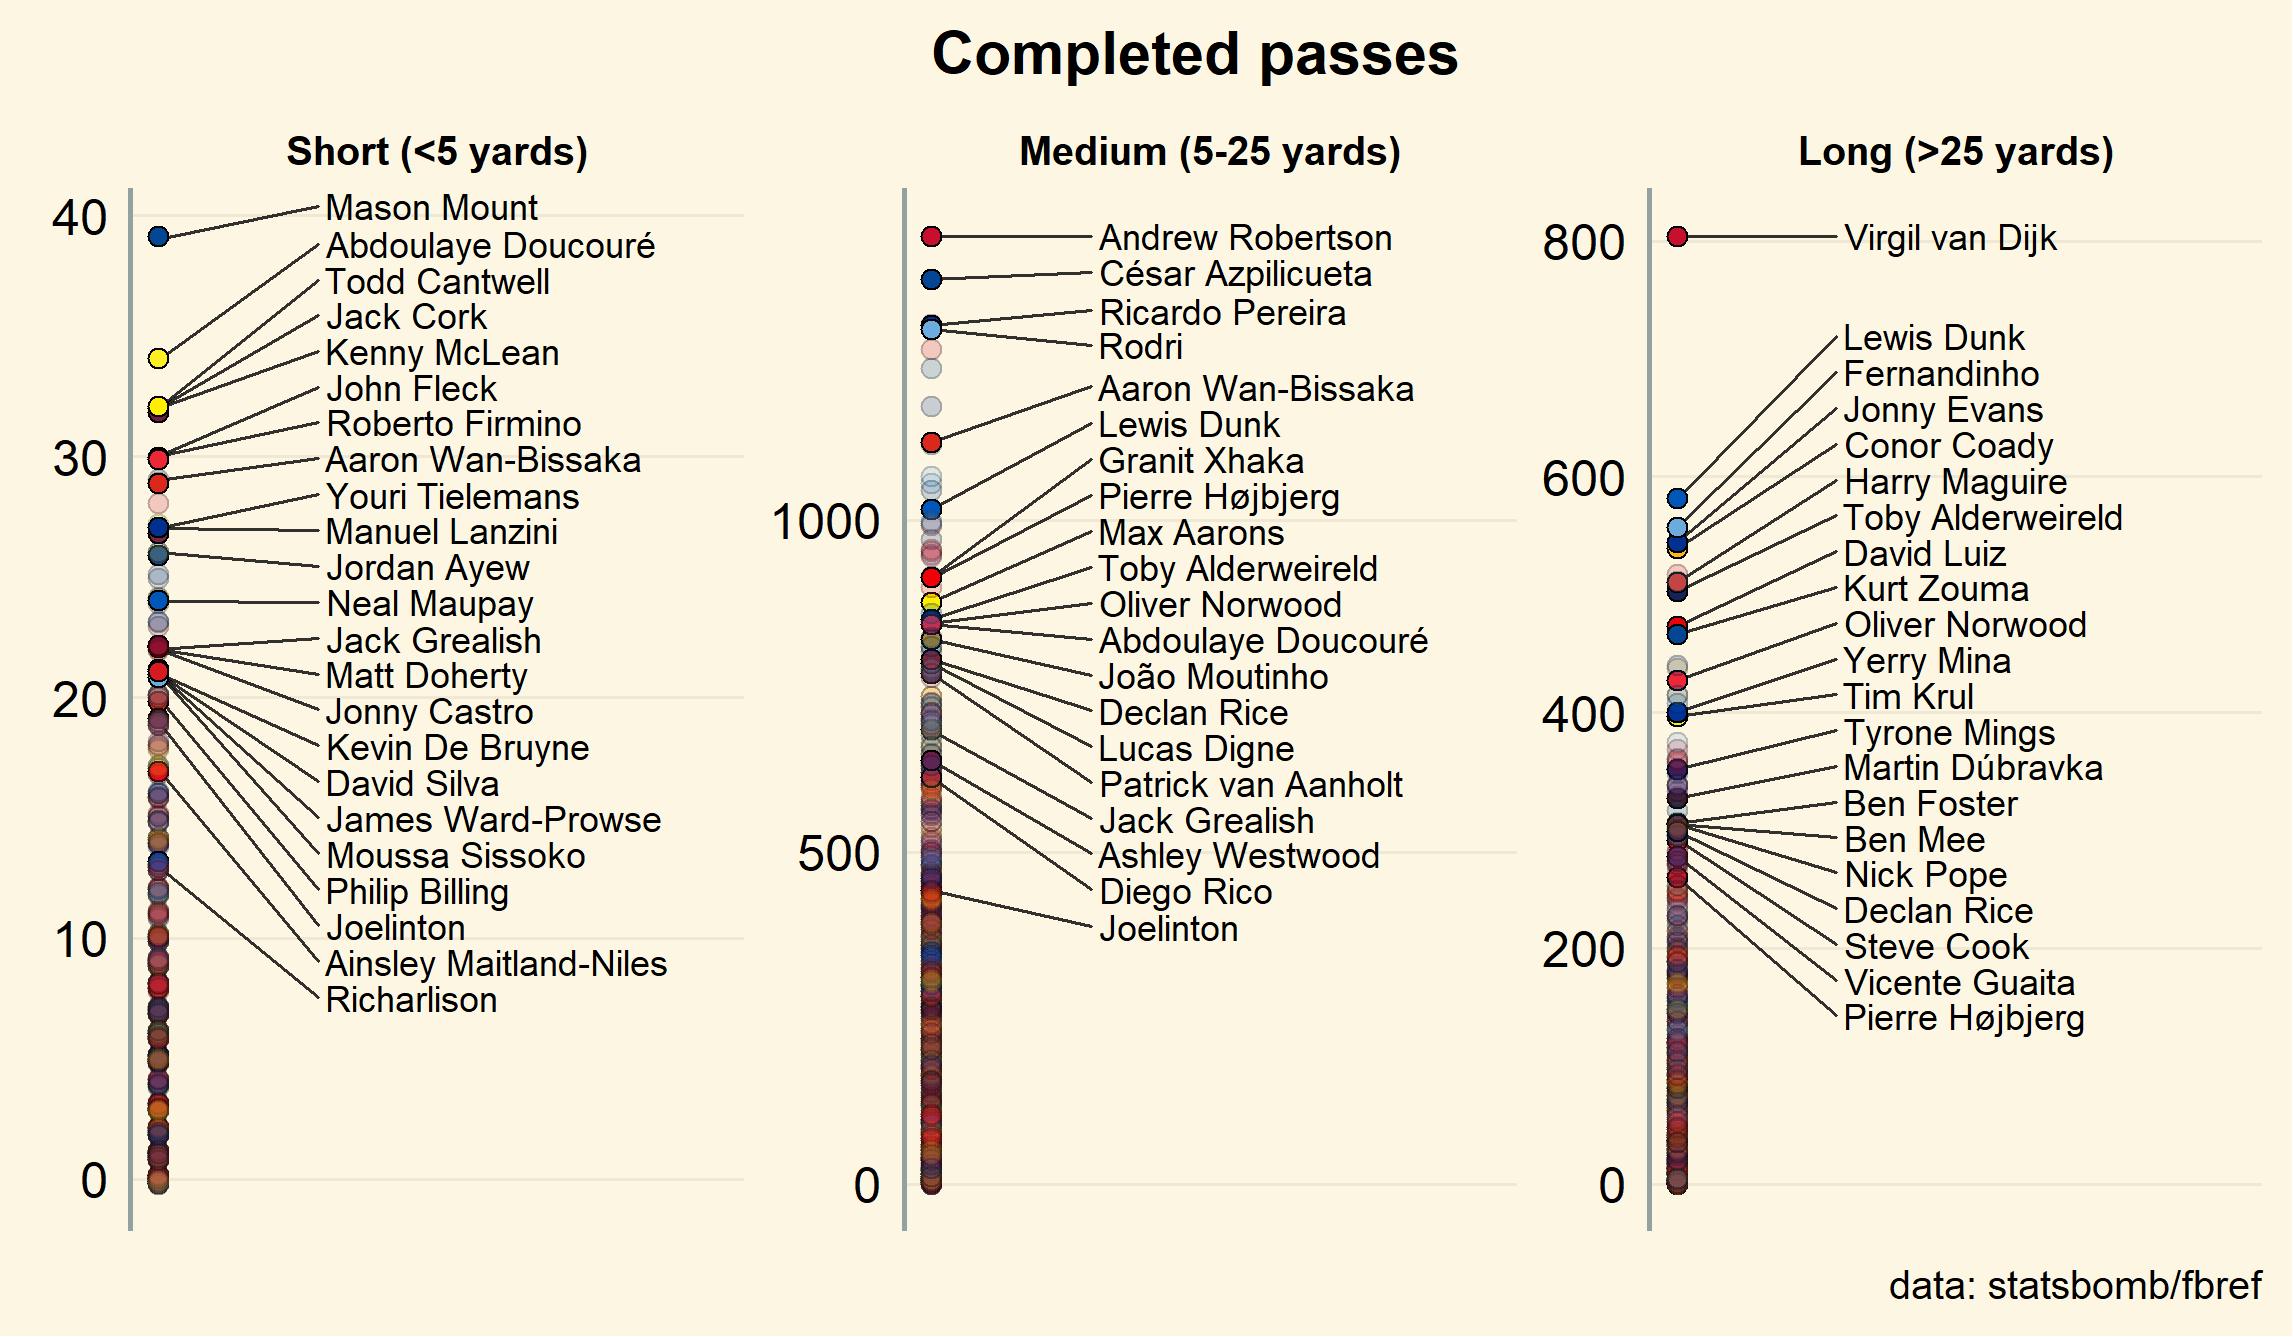 Completed passes
Short (<5 yards)
40
30
20
10
0
Mason Mount
Abdoulaye Doucouré
Todd Cantwell
Jack Cork
Kenny McLean
John Fleck
Roberto Firmino
Aaron Wan-Bissaka
Youri Tielemans
Manuel Lanzini
Jordan Ayew
Neal Maupay
Jack Grealish
Matt Doherty
Jonny Castro
Kevin De Bruyne
David Silva
James Ward-Prowse
Moussa Sissoko
Philip Billing
Joelinton
Ainsley Maitland-Niles
Richarlison
Medium (5-25 yards)
1000
500
0
Andrew Robertson
César Azpilicueta
Ricardo Pereira
Rodri
Aaron Wan-Bissaka
Lewis Dunk
Granit Xhaka
Pierre Højbjerg
Max Aarons
Toby Alderweireld
Oliver Norwood
Abdoulaye Doucouré
João Moutinho
Declan Rice
Lucas Digne
Patrick van Aanholt
Jack Grealish
Ashley Westwood
Diego Rico
Joelinton
Long (>25 yards)
800
600
400
200
0
Virgil van Dijk
Lewis Dunk
Fernandinho
Jonny Evans
Conor Coady
Harry Maguire
Toby Alderweireld
David Luiz
Kurt Zouma
Oliver Norwood
Yerry Mina
Tim Krul
Tyrone Mings
Martin Dúbravka
Ben Foster
Ben Mee
Nick Pope
Declan Rice
Steve Cook
Vicente Guaita
Pierre Højbjerg
data: statsbomb/fbref